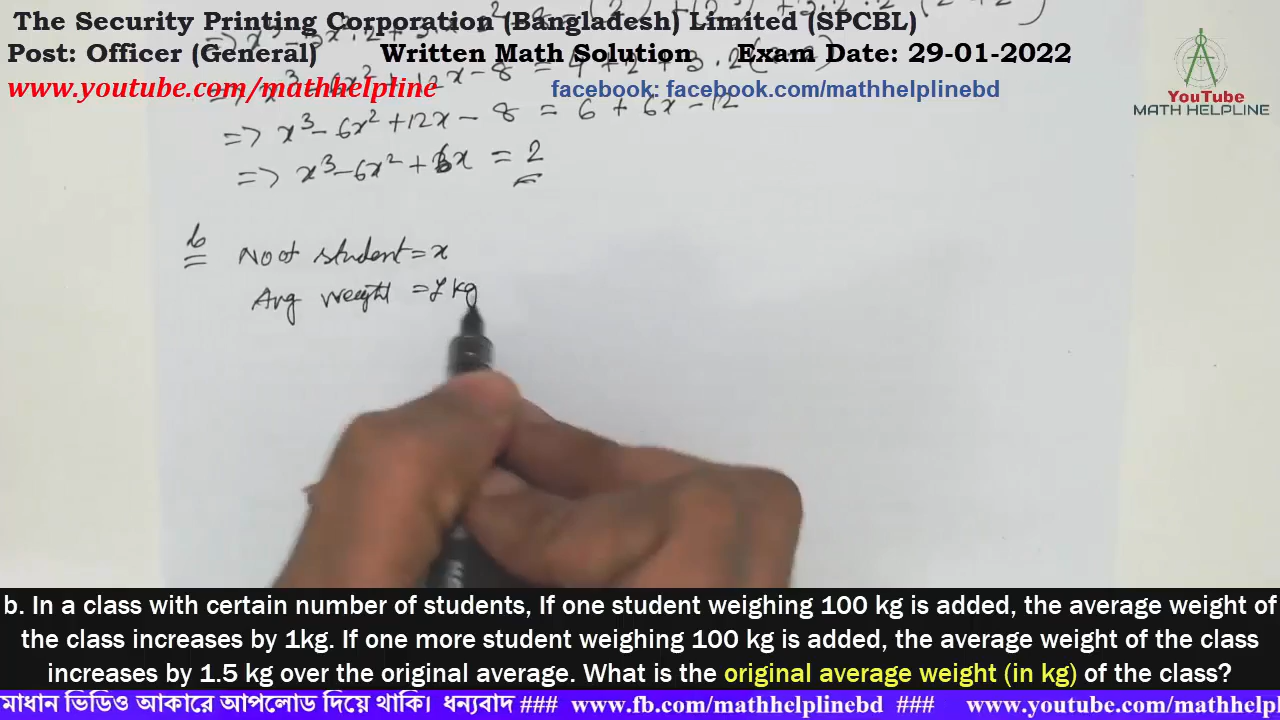 The Security Printing Corporation (Bangladesh) Limited (SPCBL)
Post: Officer (General) Written Math Solution Exam Date: 29-01-2022
www.youtube.com/mathhelpline facebook: facebook.com/mathhelplinebd
YouTube
MATH HELPLINE
=> x³ - 6x² + 12x - 8 = 6 + 6x - 12
=> x³ - 6x² + 6x = 2
b No of student = x
Avg weight = y kg
b. In a class with certain number of students, If one student weighing 100 kg is added, the average weight of
the class increases by 1kg. If one more student weighing 100 kg is added, the average weight of the class
increases by 1.5 kg over the original average. What is the original average weight (in kg) of the class?
মাধান ভিডিও আকারে আপলোড দিয়ে থাকি। ধন্যবাদ ### www.fb.com/mathhelplinebd ### www.youtube.com/mathhelpl